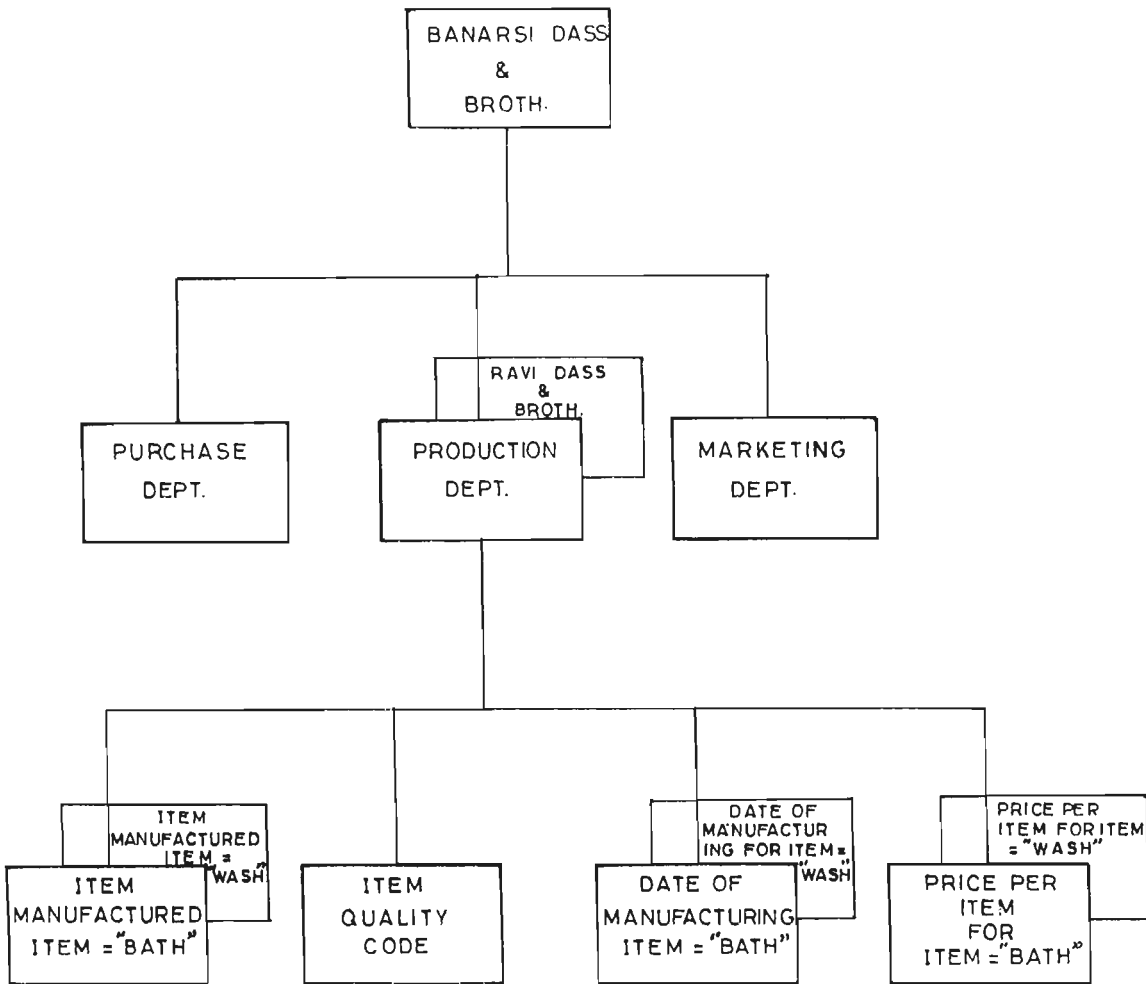 BANARSI DASS
&
BROTH.
RAVI DASS
&
BROTH.
PURCHASE
DEPT.
PRODUCTION
DEPT.
MARKETING
DEPT.
ITEM
MANUFACTURED
ITEM =
"WASH"
ITEM
MANUFACTURED
ITEM = "BATH"
ITEM
QUALITY
CODE
DATE OF
MANUFACTUR
ING FOR ITEM =
"WASH"
DATE OF
MANUFACTURING
ITEM = "BATH"
PRICE PER
ITEM FOR ITEM
= "WASH"
PRICE PER
ITEM
FOR
ITEM = "BATH"